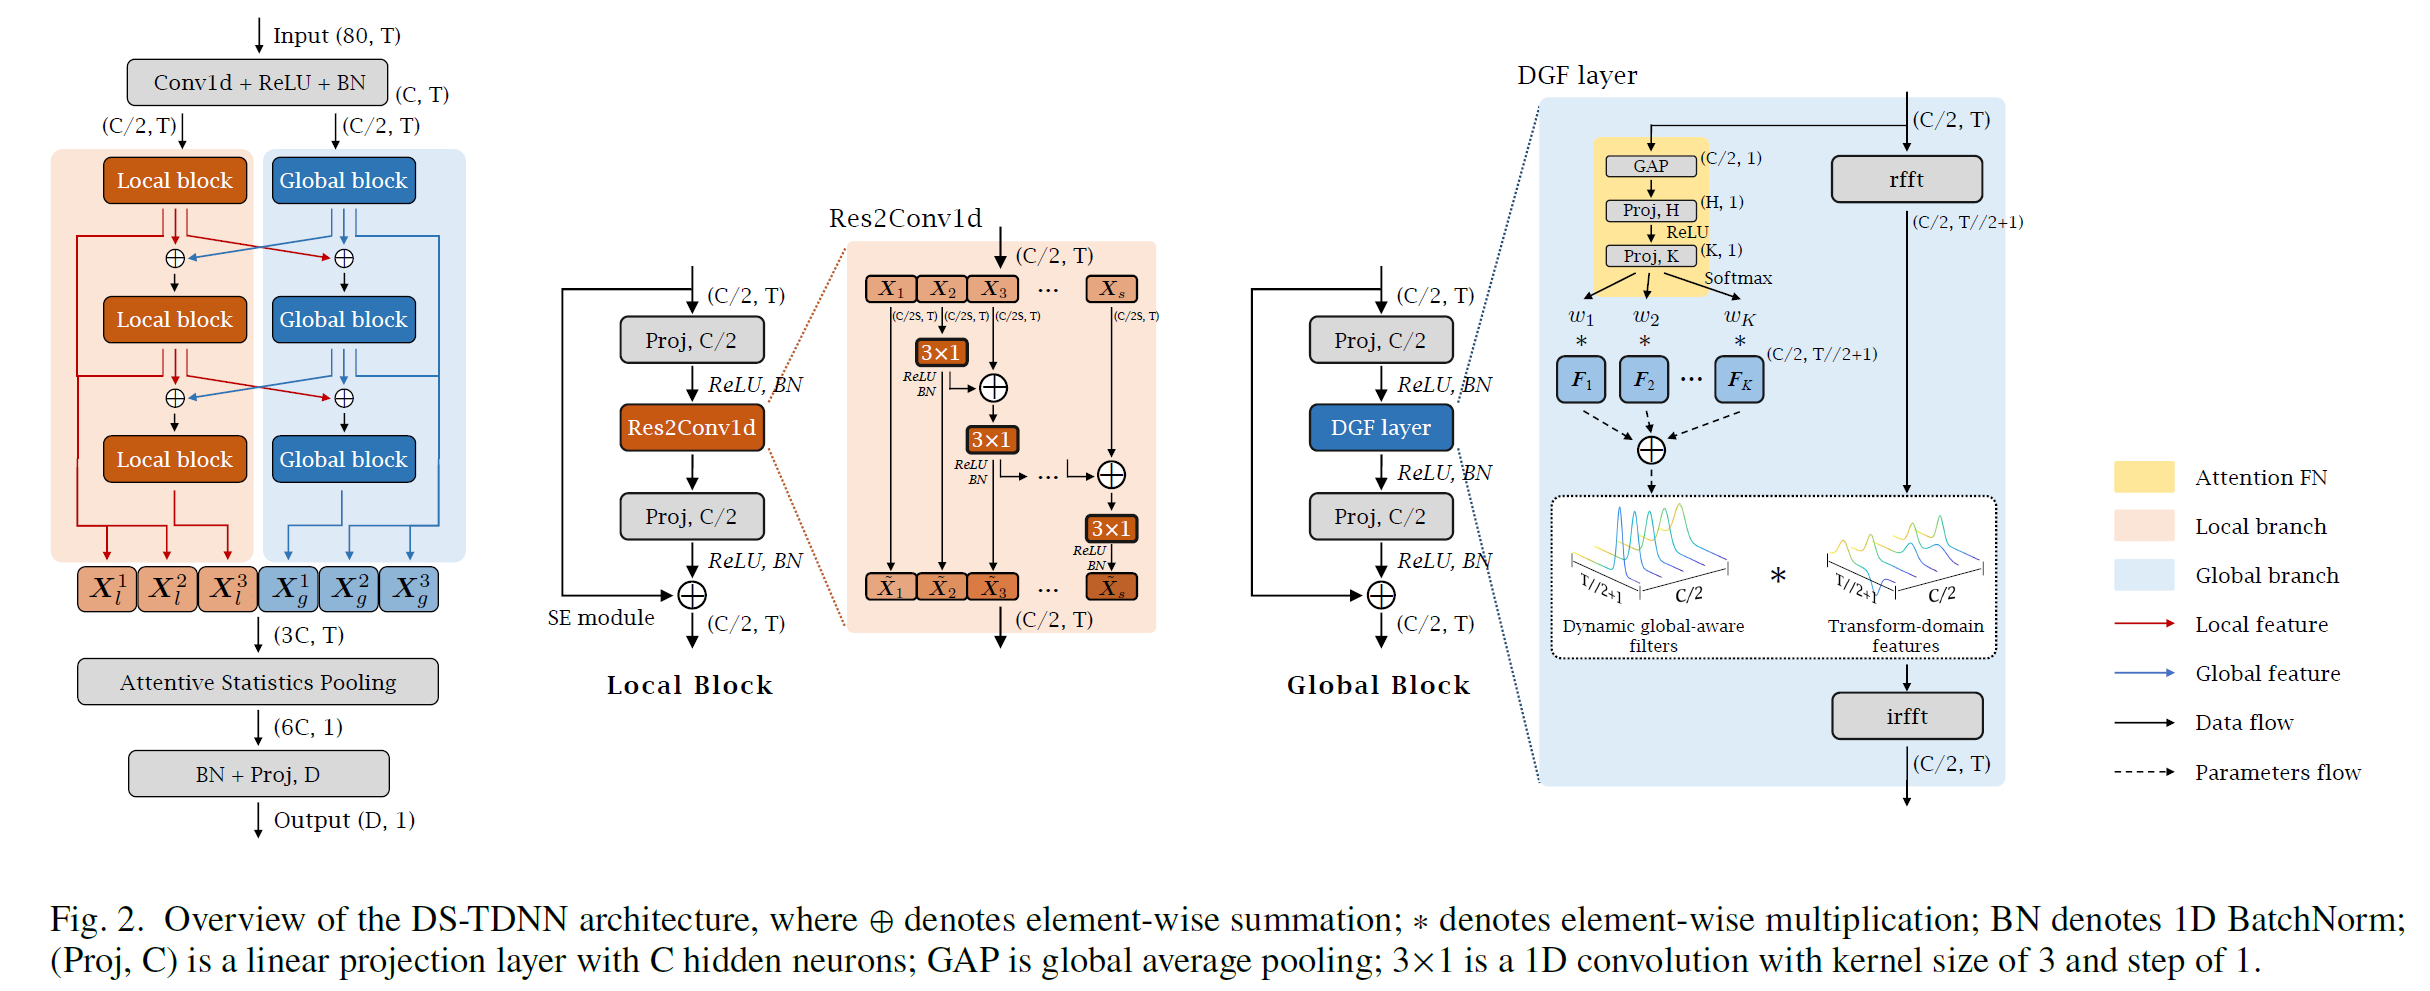 Input (80, T)
Conv1d + ReLU + BN
(C, T)
(C/2, T)
(C/2, T)
Local block
Global block
⊕
⊕
Local block
Global block
⊕
⊕
Local block
Global block
X_l^1 X_l^2 X_l^3 X_g^1 X_g^2 X_g^3
(3C, T)
Attentive Statistics Pooling
(6C, 1)
BN + Proj, D
Output (D, 1)
(C/2, T)
Proj, C/2
ReLU, BN
Res2Conv1d
Proj, C/2
ReLU, BN
⊕
SE module
(C/2, T)
Local Block
Res2Conv1d
(C/2, T)
X_1 X_2 X_3 ... X_s
(C/2S, T) (C/2S, T) (C/2S, T) (C/2S, T)
3×1
ReLU
BN
⊕
3×1
ReLU
BN
...
⊕
3×1
ReLU
BN
X̃_1 X̃_2 X̃_3 ... X̃_s
(C/2, T)
(C/2, T)
Proj, C/2
ReLU, BN
DGF layer
ReLU, BN
Proj, C/2
ReLU, BN
⊕
(C/2, T)
Global Block
DGF layer
(C/2, T)
GAP
(C/2, 1)
Proj, H
(H, 1)
ReLU
Proj, K
(K, 1)
Softmax
rfft
(C/2, T//2+1)
w_1 w_2 w_K
* * *
(C/2, T//2+1)
F_1 F_2 ... F_K
⊕
T//2+1
C/2
*
T//2+1
C/2
Dynamic global-aware
filters
Transform-domain
features
irfft
(C/2, T)
Attention FN
Local branch
Global branch
Local feature
Global feature
Data flow
Parameters flow
Fig. 2. Overview of the DS-TDNN architecture, where ⊕ denotes element-wise summation; * denotes element-wise multiplication; BN denotes 1D BatchNorm;
(Proj, C) is a linear projection layer with C hidden neurons; GAP is global average pooling; 3×1 is a 1D convolution with kernel size of 3 and step of 1.